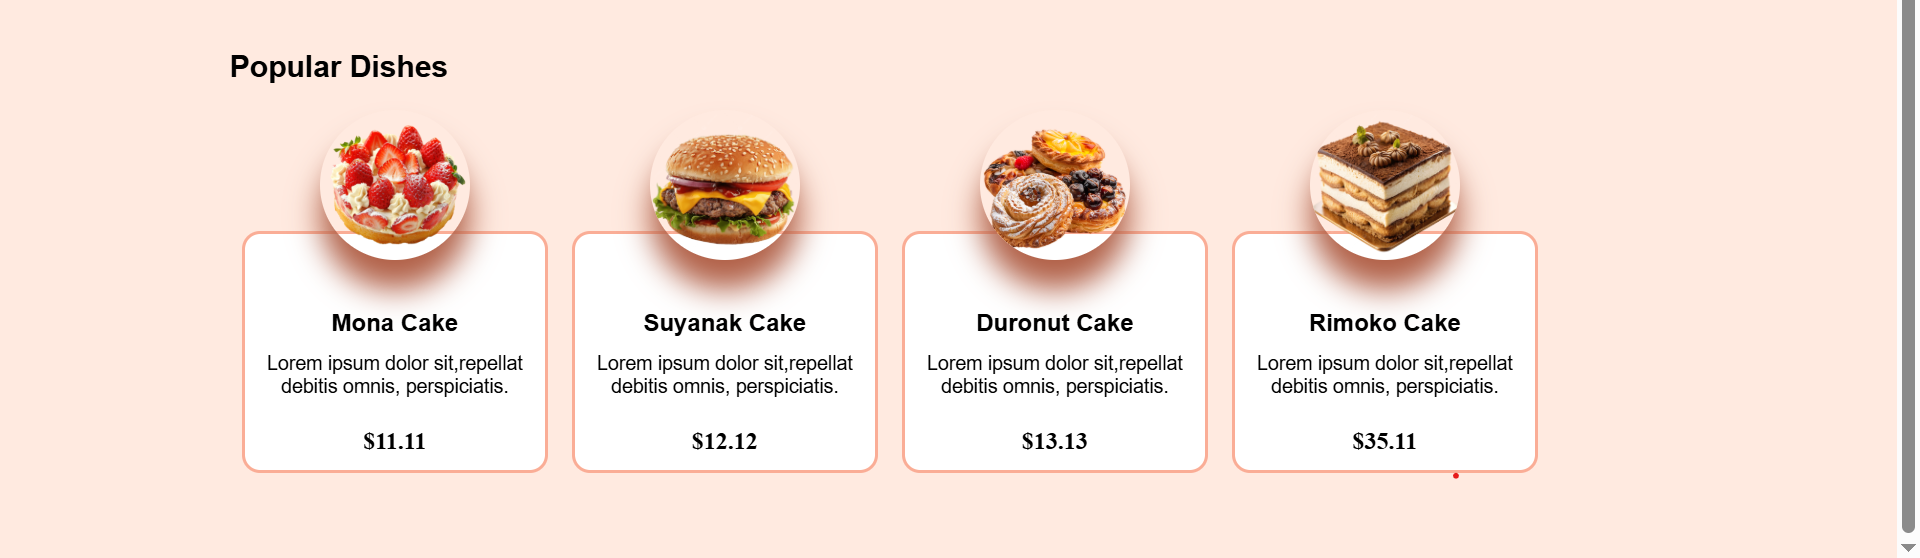 Popular Dishes
Mona Cake
Lorem ipsum dolor sit,repellat
debitis omnis, perspiciatis.
$11.11
Suyanak Cake
Lorem ipsum dolor sit,repellat
debitis omnis, perspiciatis.
$12.12
Duronut Cake
Lorem ipsum dolor sit,repellat
debitis omnis, perspiciatis.
$13.13
Rimoko Cake
Lorem ipsum dolor sit,repellat
debitis omnis, perspiciatis.
$35.11